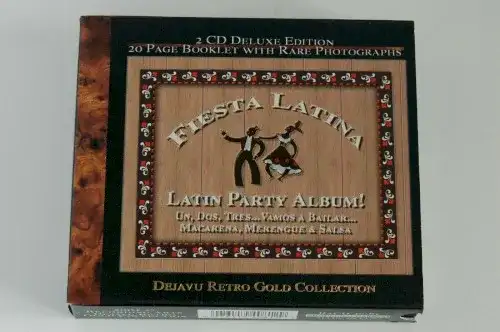 2 CD Deluxe Edition
20 Page Booklet with Rare Photographs
Fiesta Latina
Latin Party Album!
Un, Dos, Tres...Vamos a Bailar...
Macarena, Merengue & Salsa
Dejavu Retro Gold Collection